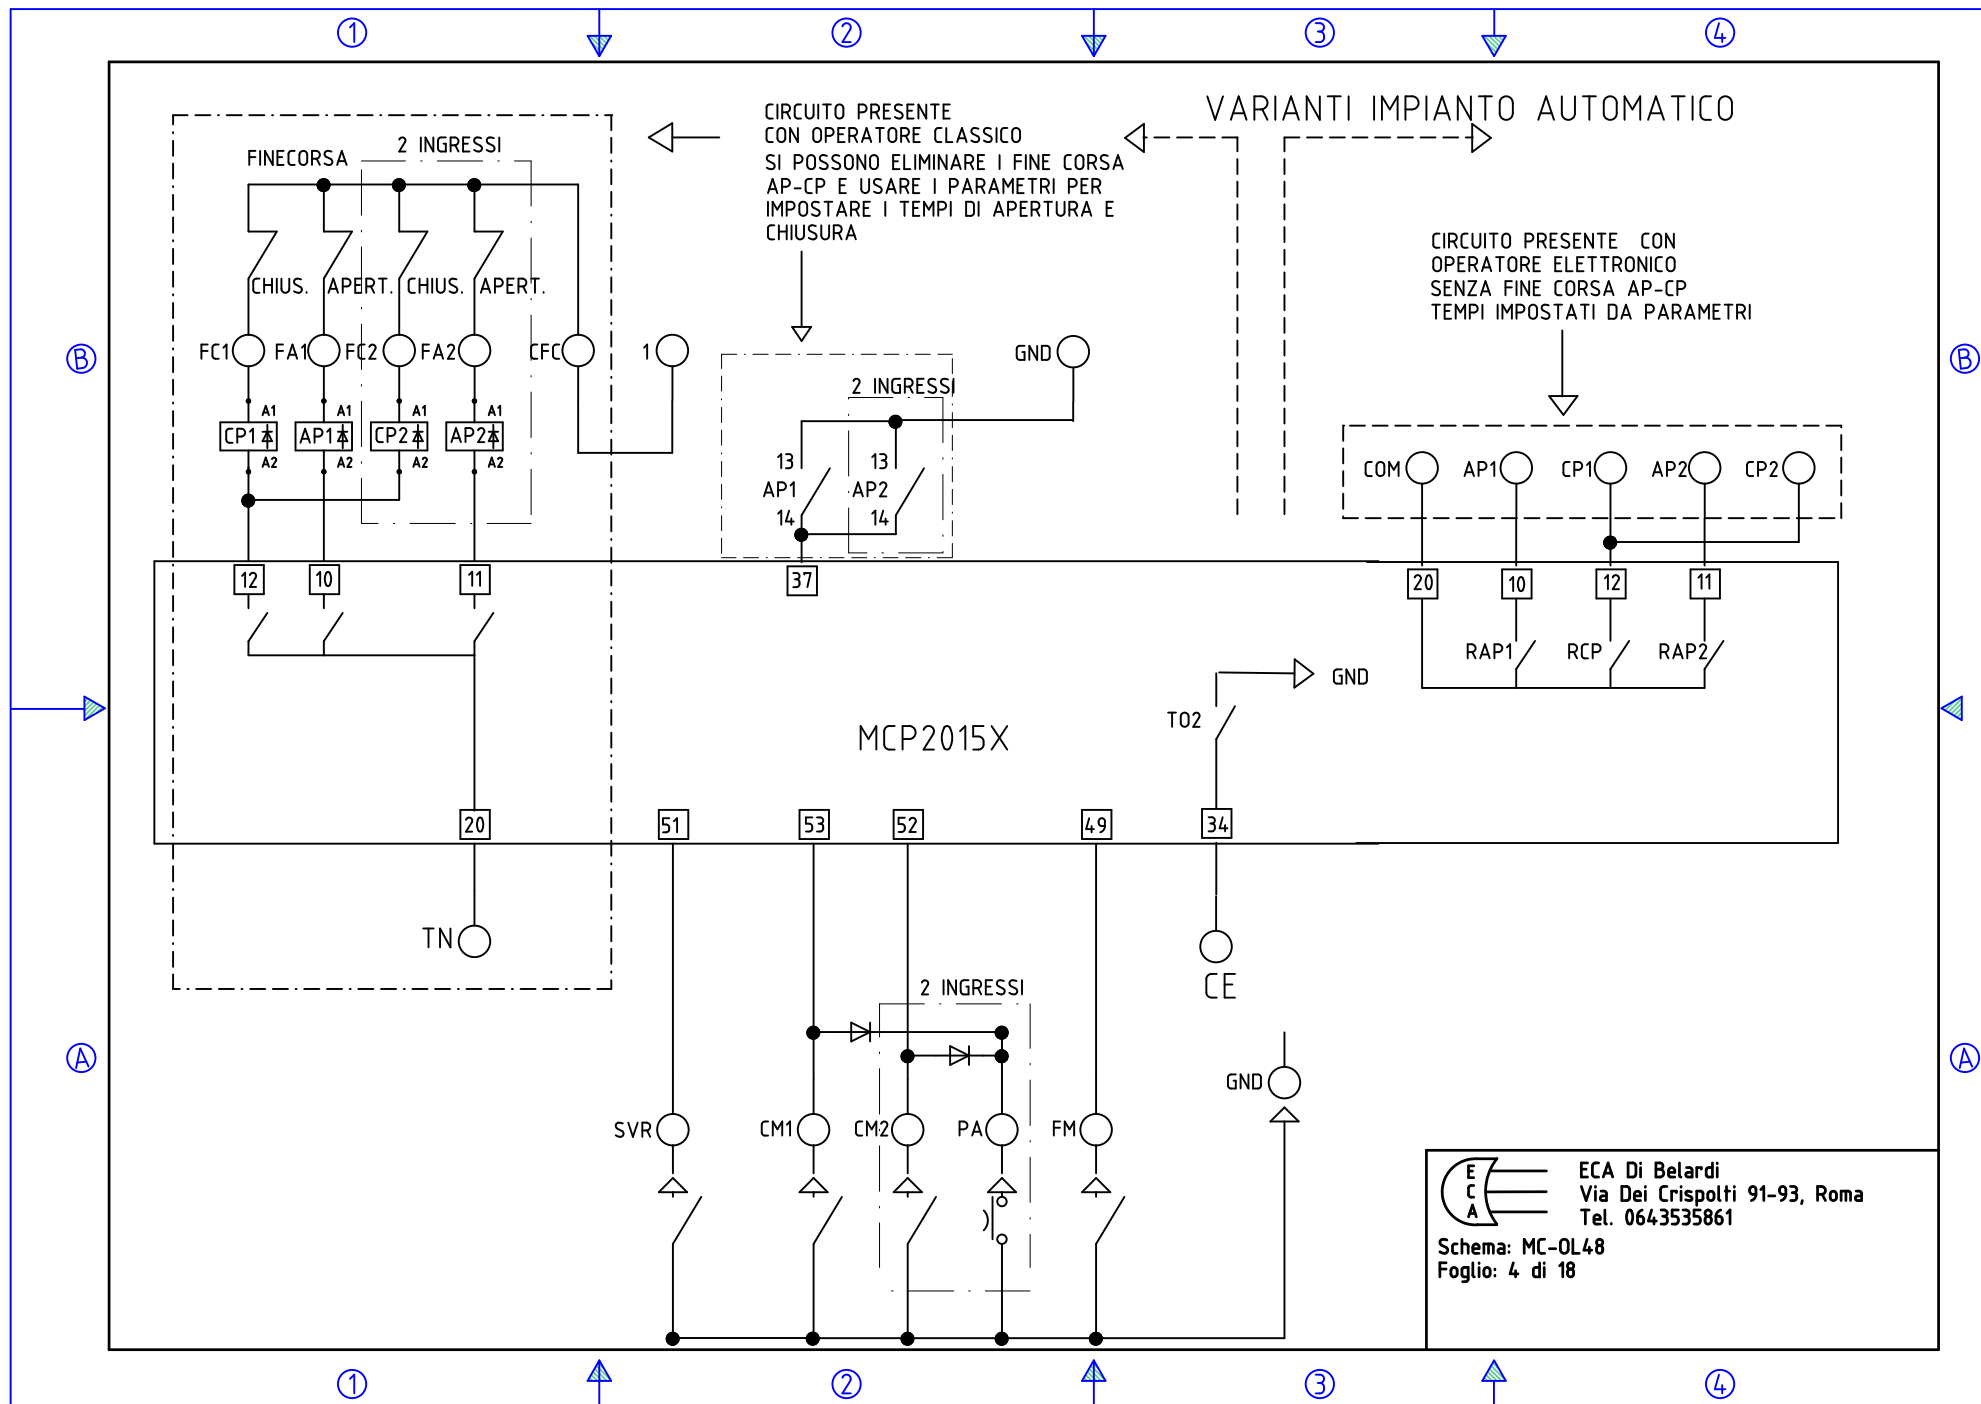 1 2 3 4
VARIANTI IMPIANTO AUTOMATICO
CIRCUITO PRESENTE
CON OPERATORE CLASSICO
SI POSSONO ELIMINARE I FINE CORSA
AP-CP E USARE I PARAMETRI PER
IMPOSTARE I TEMPI DI APERTURA E
CHIUSURA
FINECORSA
2 INGRESSI
CHIUS. APERT. CHIUS. APERT.
CIRCUITO PRESENTE CON
OPERATORE ELETTRONICO
SENZA FINE CORSA AP-CP
TEMPI IMPOSTATI DA PARAMETRI
B B
FC1 FA1 FC2 FA2 CFC 1 GND
2 INGRESSI
A1 A1 A1 A1
CP1 AP1 CP2 AP2
A2 A2 A2 A2
13 13
AP1 AP2
14 14
COM AP1 CP1 AP2 CP2
12 10 11 37 20 10 12 11
RAP1 RCP RAP2
GND
TO2
MCP2015X
20 51 53 52 49 34
TN
CE
2 INGRESSI
A A
GND
SVR CM1 CM2 PA FM
E
C
A
ECA Di Belardi
Via Dei Crispolti 91-93, Roma
Tel. 0643535861
Schema: MC-OL48
Foglio: 4 di 18
1 2 3 4